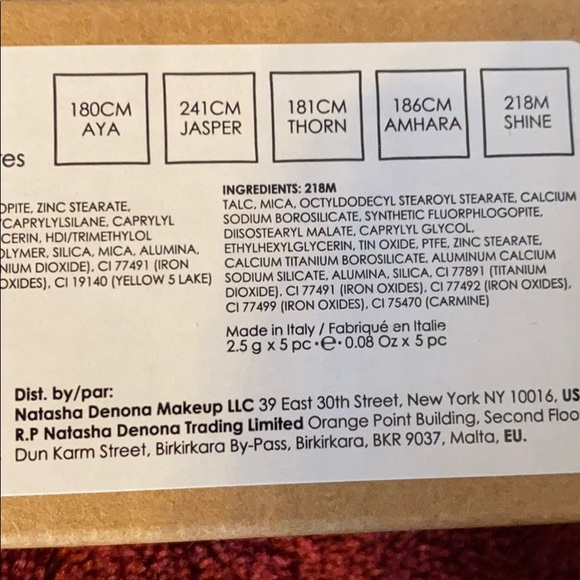 180CM
AYA
241CM
JASPER
181CM
THORN
186CM
AMHARA
218M
SHINE
res
OPITE, ZINC STEARATE,
CAPRYLYLSILANE, CAPRYLYL
CERIN, HDI/TRIMETHYLOL
OLYMER, SILICA, MICA, ALUMINA,
NIUM DIOXIDE), CI 77491 (IRON
OXIDES), CI 19140 (YELLOW 5 LAKE)
INGREDIENTS: 218M
TALC, MICA, OCTYLDODECYL STEAROYL STEARATE, CALCIUM
SODIUM BOROSILICATE, SYNTHETIC FLUORPHLOGOPITE,
DIISOSTEARYL MALATE, CAPRYLYL GLYCOL,
ETHYLHEXYLGLYCERIN, TIN OXIDE, PTFE, ZINC STEARATE,
CALCIUM TITANIUM BOROSILICATE, ALUMINUM CALCIUM
SODIUM SILICATE, ALUMINA, SILICA, CI 77891 (TITANIUM
DIOXIDE), CI 77491 (IRON OXIDES), CI 77492 (IRON OXIDES),
CI 77499 (IRON OXIDES), CI 75470 (CARMINE)
Made in Italy / Fabriqué en Italie
2.5 g x 5 pc · e · 0.08 Oz x 5 pc
Dist. by/par:
Natasha Denona Makeup LLC 39 East 30th Street, New York NY 10016, US
R.P Natasha Denona Trading Limited Orange Point Building, Second Floo
Dun Karm Street, Birkirkara By-Pass, Birkirkara, BKR 9037, Malta, EU.